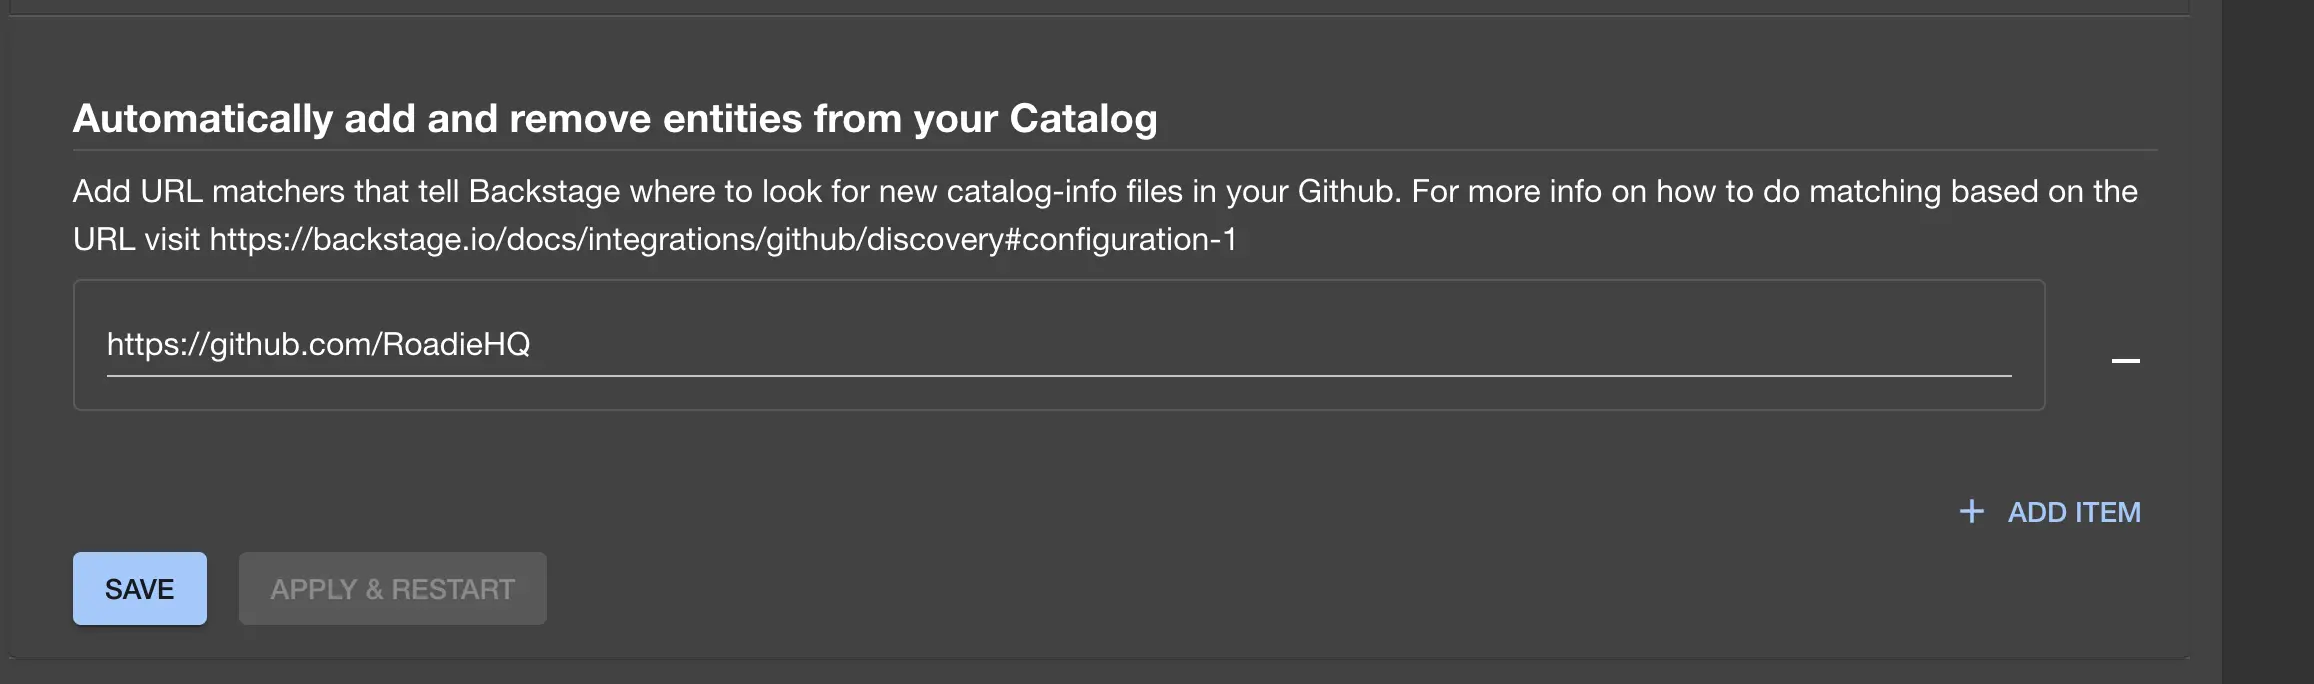 Automatically add and remove entities from your Catalog
Add URL matchers that tell Backstage where to look for new catalog-info files in your Github. For more info on how to do matching based on the
URL visit https://backstage.io/docs/integrations/github/discovery#configuration-1
https://github.com/RoadieHQ
ADD ITEM
SAVE
APPLY & RESTART